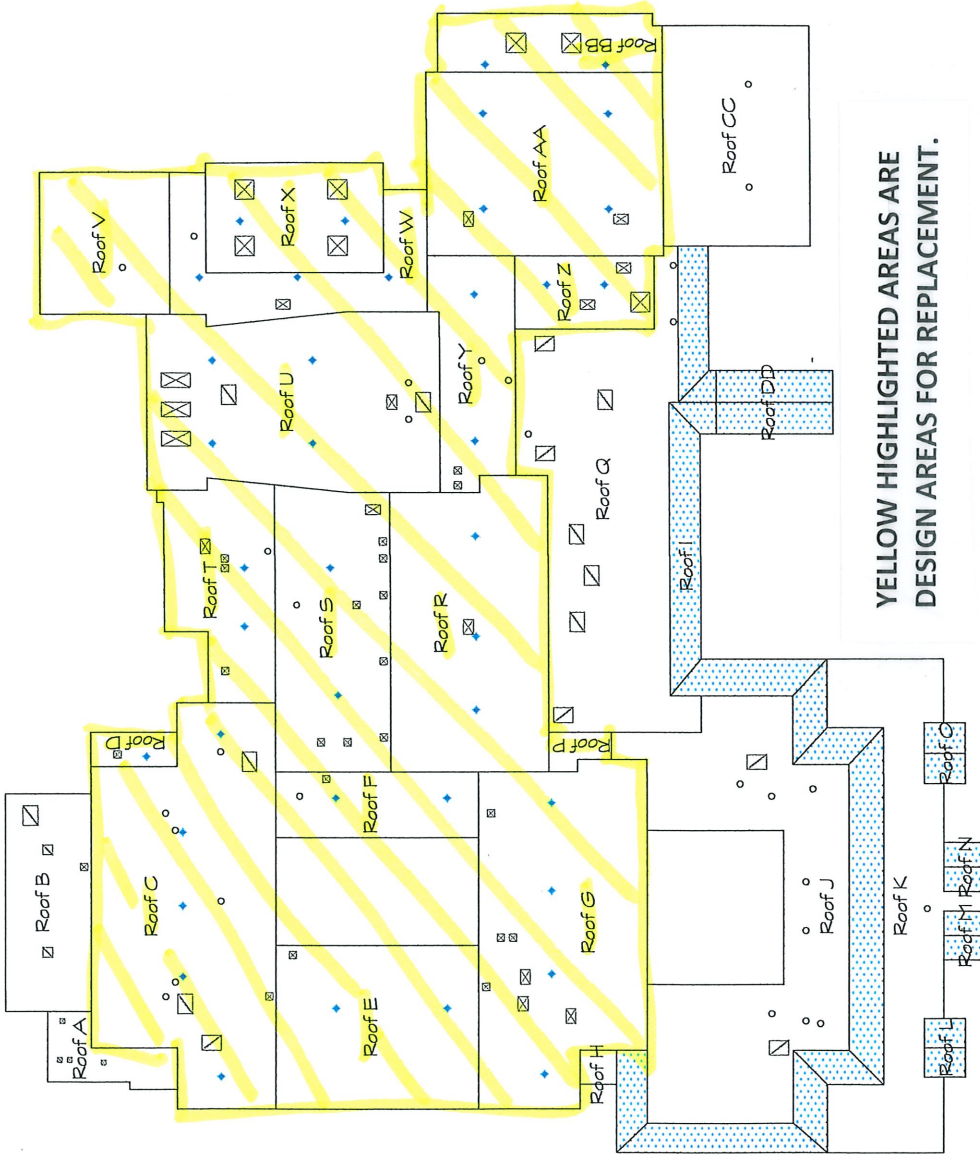 Roof A
Roof B
Roof C
Roof D
Roof E
Roof F
Roof G
Roof H
Roof I
Roof J
Roof K
Roof L
Roof M
Roof N
Roof O
Roof P
Roof Q
Roof R
Roof S
Roof T
Roof U
Roof V
Roof W
Roof X
Roof Y
Roof Z
Roof AA
Roof BB
Roof CC
Roof DD
YELLOW HIGHLIGHTED AREAS ARE
DESIGN AREAS FOR REPLACEMENT.